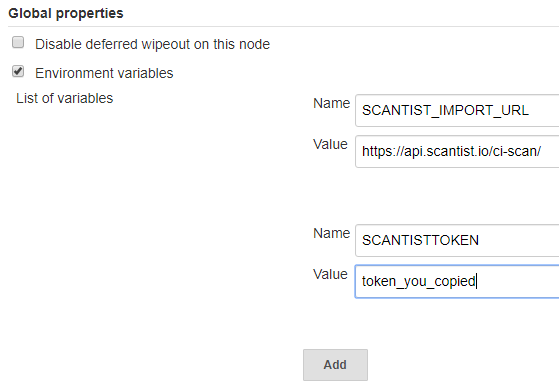 Global properties
Disable deferred wipeout on this node
Environment variables
List of variables
Name SCANTIST_IMPORT_URL
Value https://api.scantist.io/ci-scan/
Name SCANTISTTOKEN
Value token_you_copied
Add